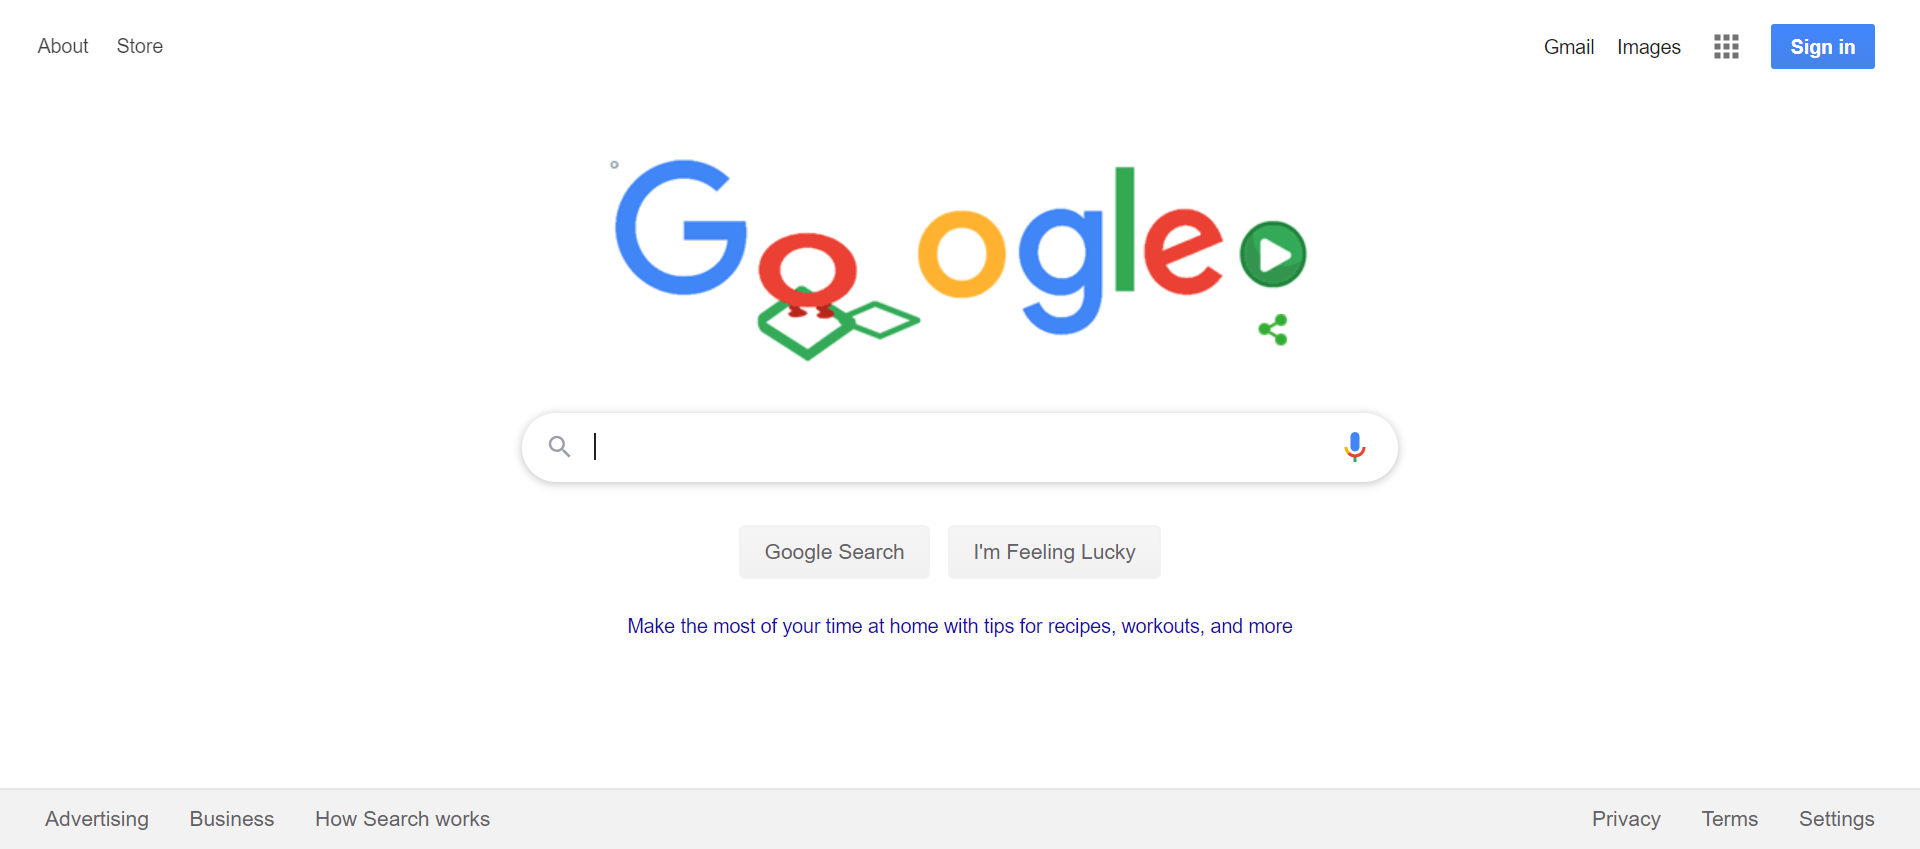 About Store
Gmail Images Sign in
Google
Google Search I'm Feeling Lucky
Make the most of your time at home with tips for recipes, workouts, and more
Advertising Business How Search works
Privacy Terms Settings